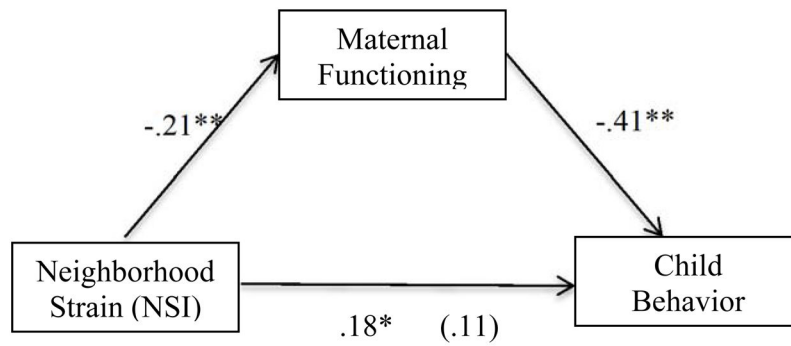 Maternal
Functioning
-.21**
-.41**
Neighborhood
Strain (NSI)
Child
Behavior
.18* (.11)